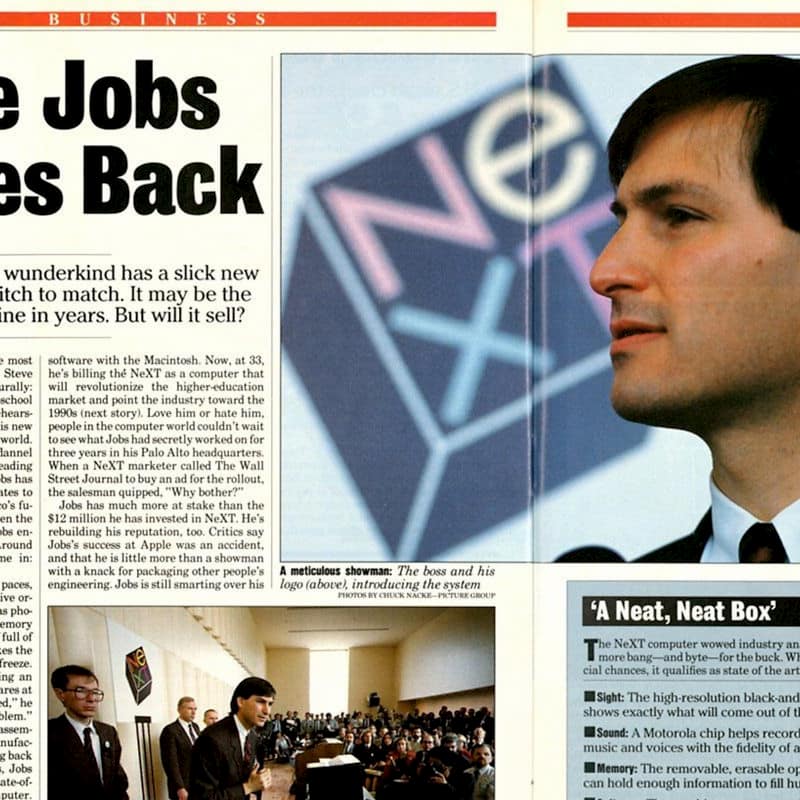 BUSINESS
e Jobs
es Back
wunderkind has a slick new
itch to match. It may be the
ine in years. But will it sell?
e most
Steve
urally:
school
hears-
is new
world.
lannel
eading
bs has
ates to
o's fu-
en the
obs en-
around
me in:
paces,
ive or-
as pho-
emory
full of
kes the
freeze.
ing an
ares at
ed," he
blem."
assem-
nufac-
g back
, Jobs
ate-of-
puter.
software with the Macintosh. Now, at 33,
he's billing the NeXT as a computer that
will revolutionize the higher-education
market and point the industry toward the
1990s (next story). Love him or hate him,
people in the computer world couldn't wait
to see what Jobs had secretly worked on for
three years in his Palo Alto headquarters.
When a NeXT marketer called The Wall
Street Journal to buy an ad for the rollout,
the salesman quipped, "Why bother?"
Jobs has much more at stake than the
$12 million he has invested in NeXT. He's
rebuilding his reputation, too. Critics say
Jobs's success at Apple was an accident,
and that he is little more than a showman
with a knack for packaging other people's
engineering. Jobs is still smarting over his
NeXT
A meticulous showman: The boss and his
logo (above), introducing the system
PHOTOS BY CHUCK NACKE—PICTURE GROUP
NeXT
'A Neat, Neat Box'
The NeXT computer wowed industry an
more bang—and byte—for the buck. Wh
cial chances, it qualifies as state of the art
Sight: The high-resolution black-and
shows exactly what will come out of th
Sound: A Motorola chip helps record
music and voices with the fidelity of a
Memory: The removable, erasable op
can hold enough information to fill hu